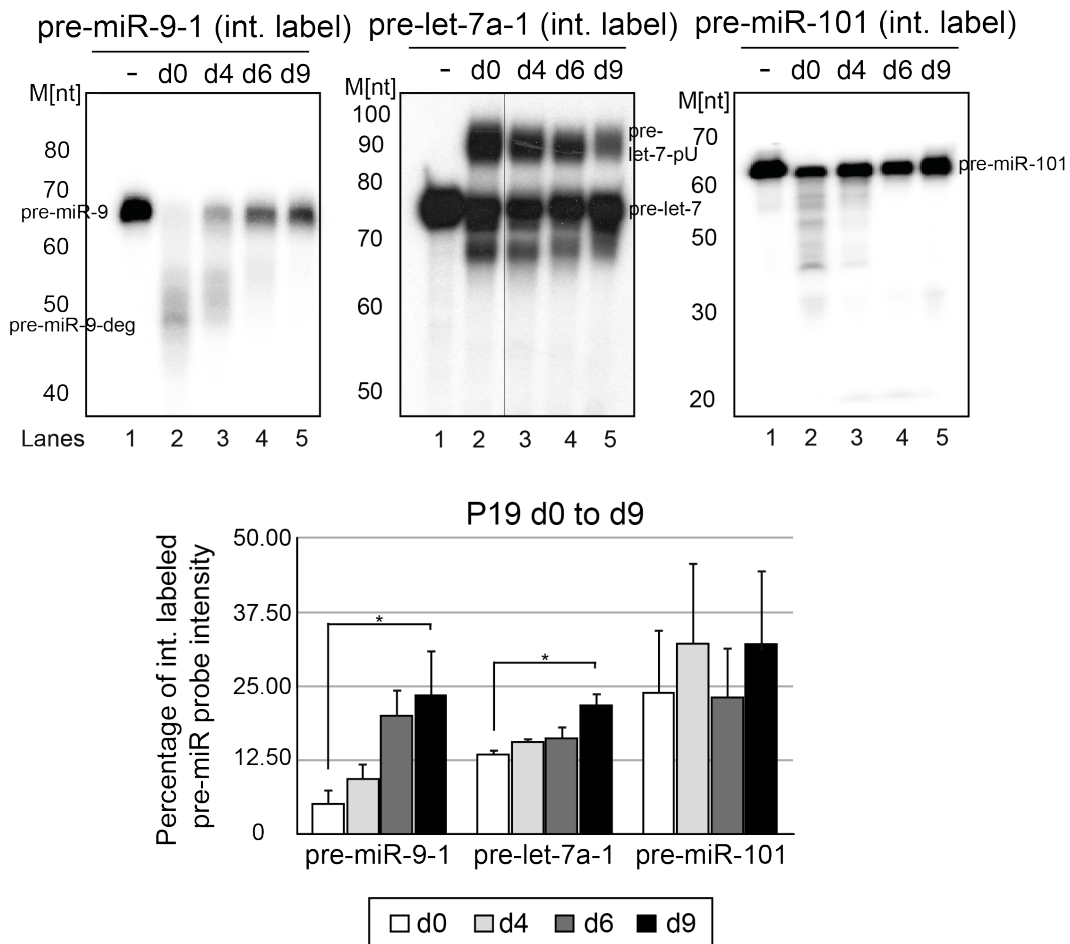 pre-miR-9-1 (int. label) pre-let-7a-1 (int. label) pre-miR-101 (int. label)
- d0 d4 d6 d9 - d0 d4 d6 d9 - d0 d4 d6 d9
M[nt] M[nt] M[nt]
80
70
pre-miR-9
60
50
pre-miR-9-deg
40
100
90
80
70
60
50
pre-
let-7-pU
pre-let-7
70
60
50
30
20
pre-miR-101
Lanes 1 2 3 4 5 1 2 3 4 5 1 2 3 4 5
P19 d0 to d9
Percentage of int. labeled
pre-miR probe intensity
50.00
37.50
25.00
12.50
0
* *
pre-miR-9-1 pre-let-7a-1 pre-miR-101
d0 d4 d6 d9